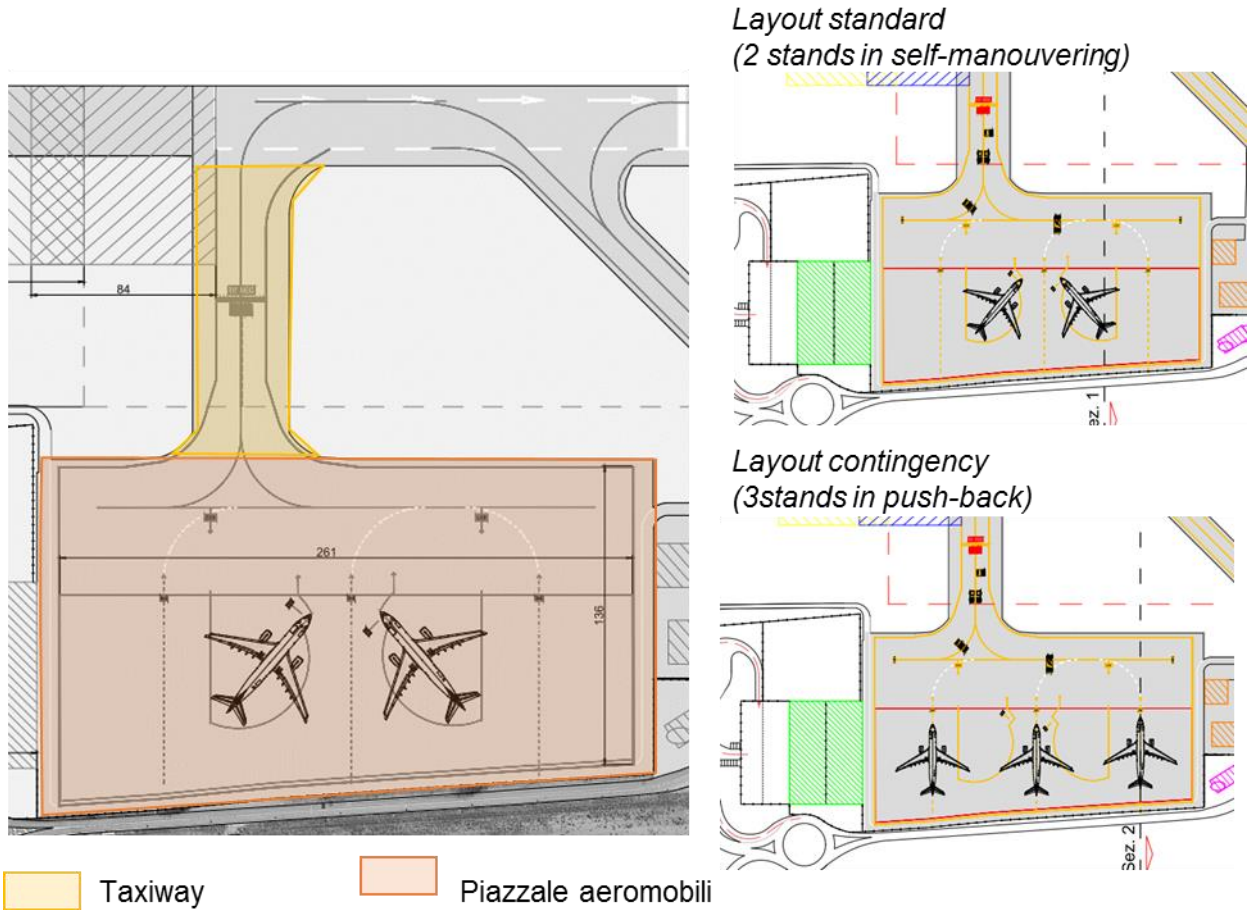 Layout standard
(2 stands in self-manouvering)
84
261
136
ez. 1
Layout contingency
(3stands in push-back)
Sez. 2
Taxiway
Piazzale aeromobili